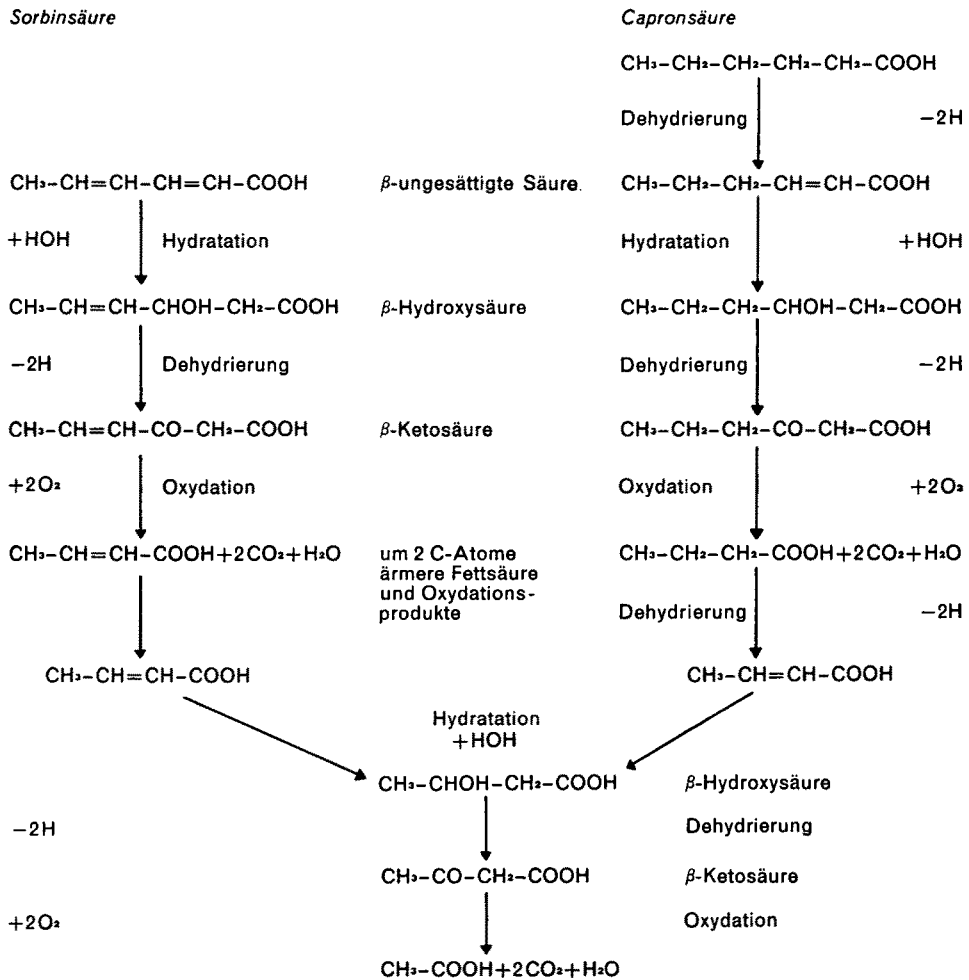 Sorbinsäure Capronsäure
CH₃-CH₂-CH₂-CH₂-CH₂-COOH
Dehydrierung −2H
CH₃-CH=CH-CH=CH-COOH β-ungesättigte Säure. CH₃-CH₂-CH₂-CH=CH-COOH
+HOH Hydratation Hydratation +HOH
CH₃-CH=CH-CHOH-CH₂-COOH β-Hydroxysäure CH₃-CH₂-CH₂-CHOH-CH₂-COOH
−2H Dehydrierung Dehydrierung −2H
CH₃-CH=CH-CO-CH₂-COOH β-Ketosäure CH₃-CH₂-CH₂-CO-CH₂-COOH
+2O₂ Oxydation Oxydation +2O₂
CH₃-CH=CH-COOH+2CO₂+H₂O um 2 C-Atome CH₃-CH₂-CH₂-COOH+2CO₂+H₂O
ärmere Fettsäure
und Oxydations-
produkte Dehydrierung −2H
CH₃-CH=CH-COOH CH₃-CH=CH-COOH
Hydratation
+HOH
CH₃-CHOH-CH₂-COOH β-Hydroxysäure
−2H Dehydrierung
CH₃-CO-CH₂-COOH β-Ketosäure
+2O₂ Oxydation
CH₃-COOH+2CO₂+H₂O